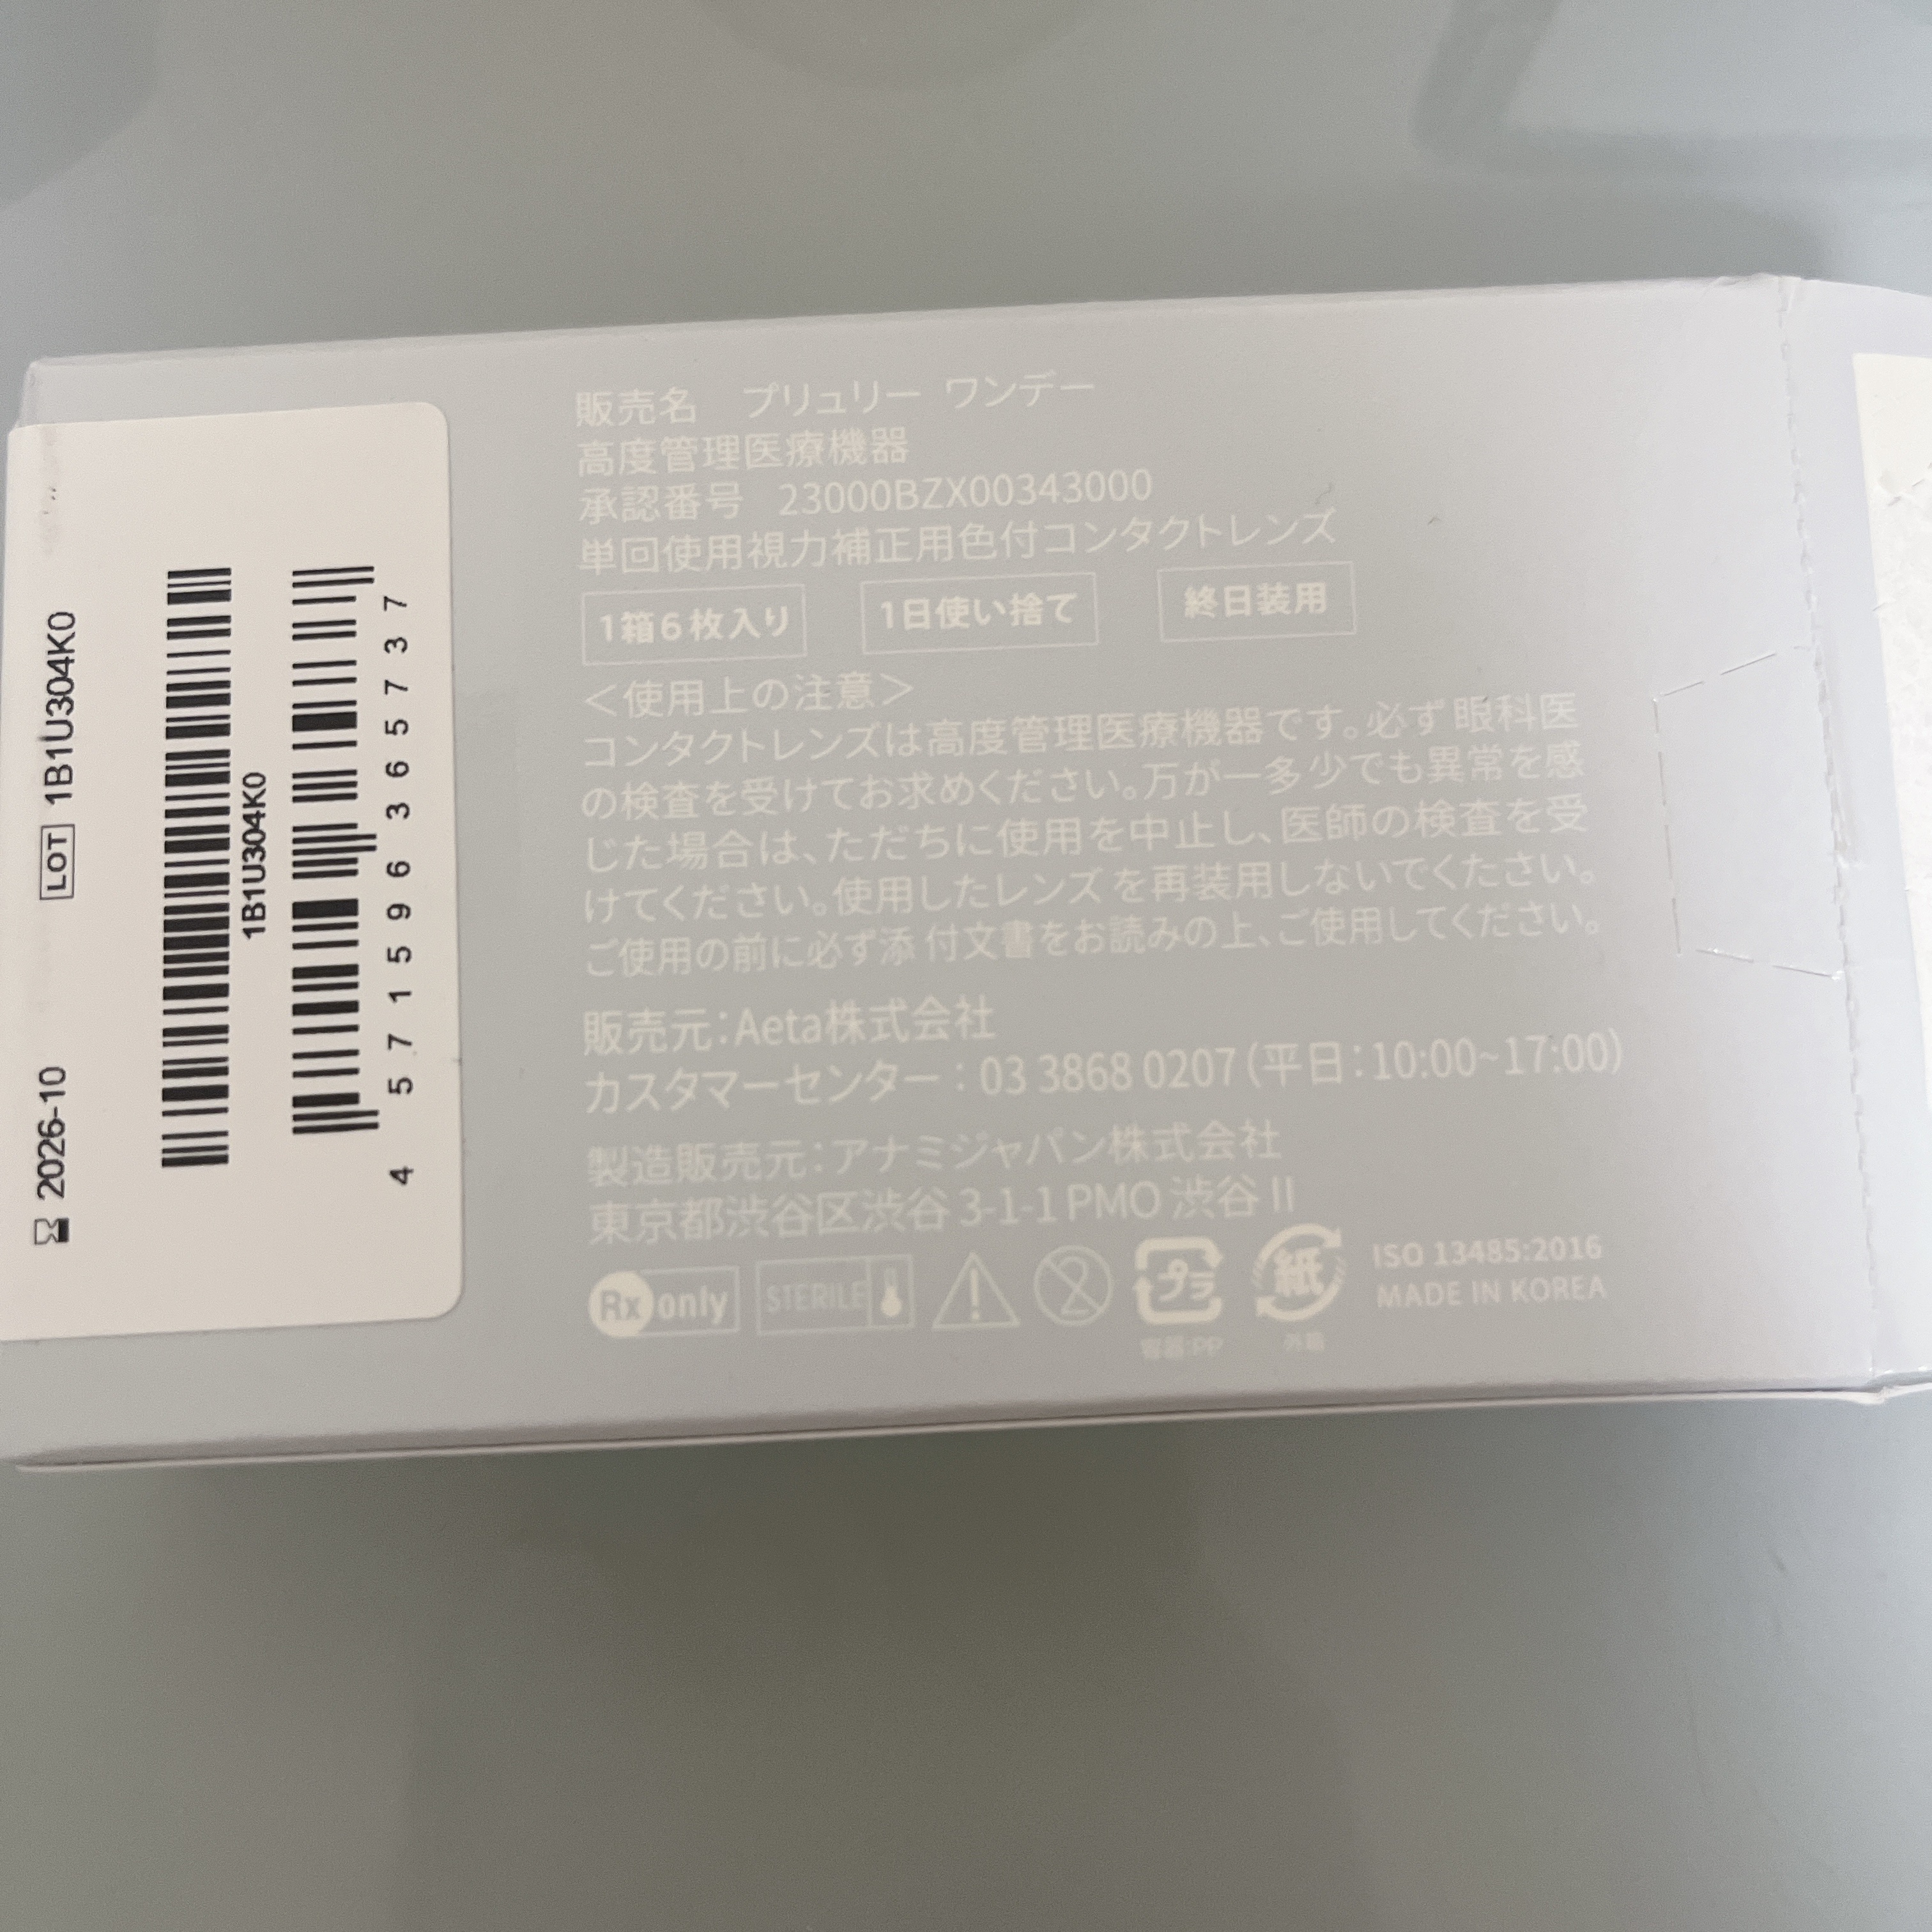 2026-10
LOT 1B1U304K0
1B1U304K0
4571596365737
販売名 プリュリー ワンデー
高度管理医療機器
承認番号 23000BZX00343000
単回使用視力補正用色付コンタクトレンズ
1箱6枚入り 1日使い捨て 終日装用
＜使用上の注意＞
コンタクトレンズは高度管理医療機器です。必ず眼科医
の検査を受けてお求めください。万が一多少でも異常を感
じた場合は、ただちに使用を中止し、医師の検査を受
けてください。使用したレンズを再装用しないでください。
ご使用の前に必ず添付文書をお読みの上、ご使用してください。
販売元：Aeta株式会社
カスタマーセンター：03 3868 0207（平日：10:00~17:00）
製造販売元：アナミジャパン株式会社
東京都渋谷区渋谷 3-1-1 PMO 渋谷 II
Rx only STERILE 2 プラ 紙 ISO 13485:2016
MADE IN KOREA
容器:PP 外箱